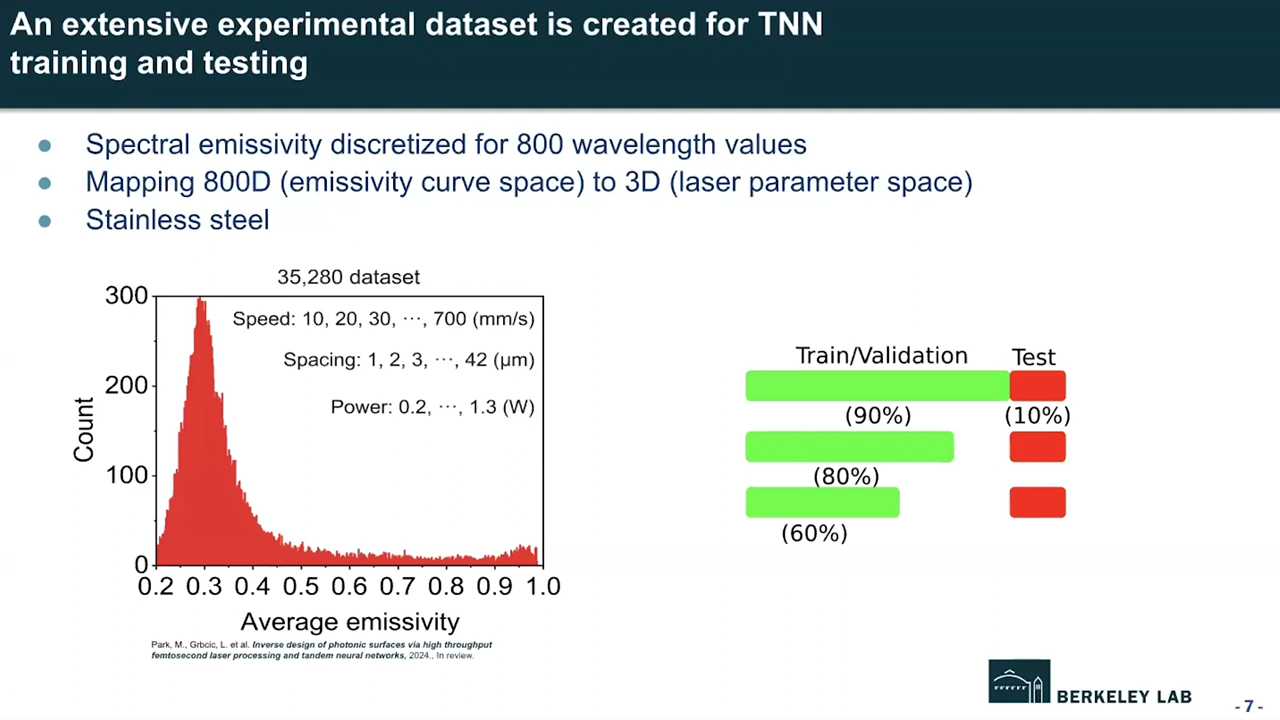 An extensive experimental dataset is created for TNN
training and testing
● Spectral emissivity discretized for 800 wavelength values
● Mapping 800D (emissivity curve space) to 3D (laser parameter space)
● Stainless steel
35,280 dataset
Speed: 10, 20, 30, ⋯, 700 (mm/s)
Spacing: 1, 2, 3, ⋯, 42 (μm)
Power: 0.2, ⋯, 1.3 (W)
300
200
100
0
Count
0.2 0.3 0.4 0.5 0.6 0.7 0.8 0.9 1.0
Average emissivity
Park, M., Grbcic, L. et al. Inverse design of photonic surfaces via high throughput
femtosecond laser processing and tandem neural networks, 2024., In review.
Train/Validation Test
(90%) (10%)
(80%)
(60%)
BERKELEY LAB
- 7 -